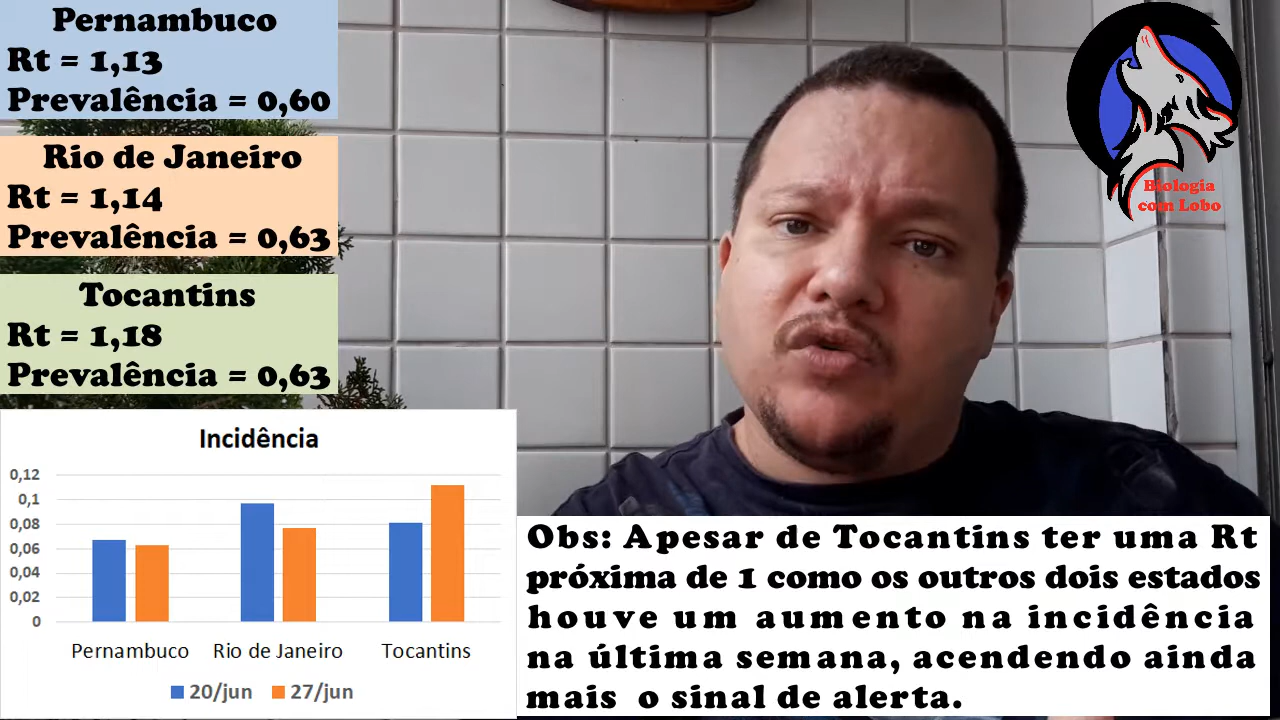 Pernambuco
Rt = 1,13
Prevalência = 0,60
Rio de Janeiro
Rt = 1,14
Prevalência = 0,63
Tocantins
Rt = 1,18
Prevalência = 0,63
Biologia
com Lobo
Incidência
0,12
0,1
0,08
0,06
0,04
0,02
0
Pernambuco Rio de Janeiro Tocantins
20/jun 27/jun
Obs: Apesar de Tocantins ter uma Rt
próxima de 1 como os outros dois estados
houve um aumento na incidência
na última semana, acendendo ainda
mais o sinal de alerta.